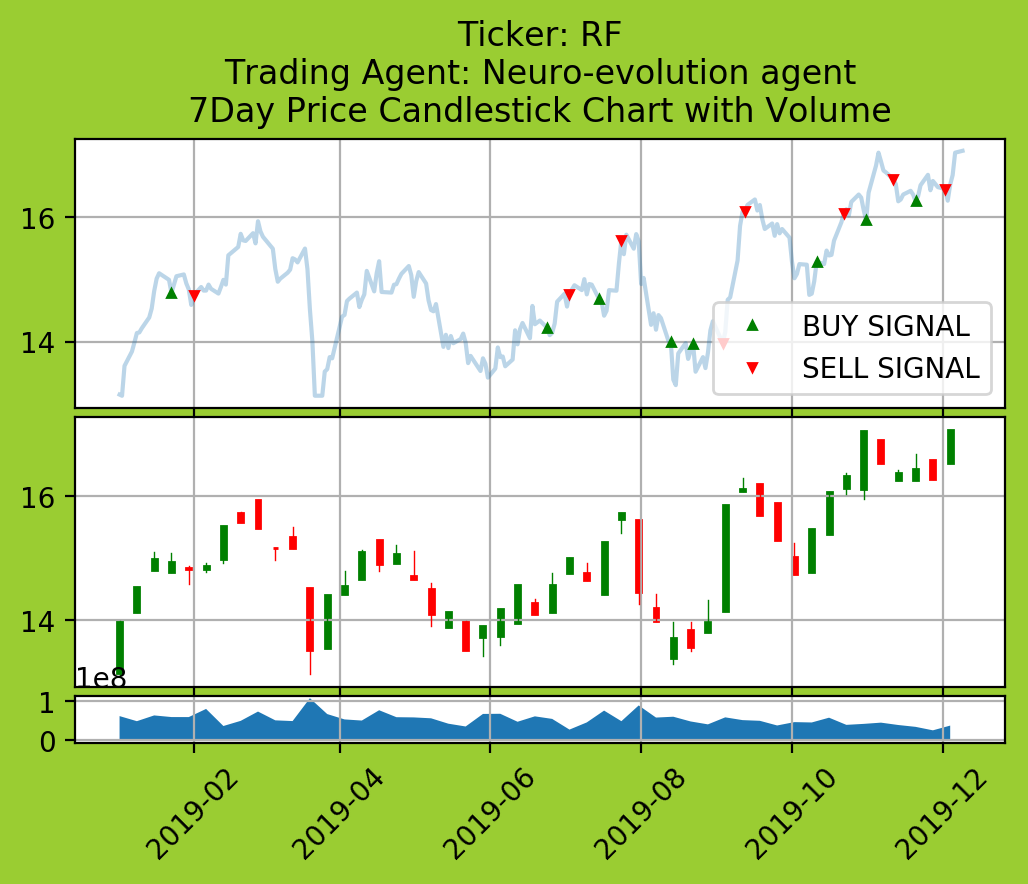 Ticker: RF
Trading Agent: Neuro-evolution agent
7Day Price Candlestick Chart with Volume
16
14
BUY SIGNAL
SELL SIGNAL
16
14
1e8
1
0
2019-02
2019-04
2019-06
2019-08
2019-10
2019-12